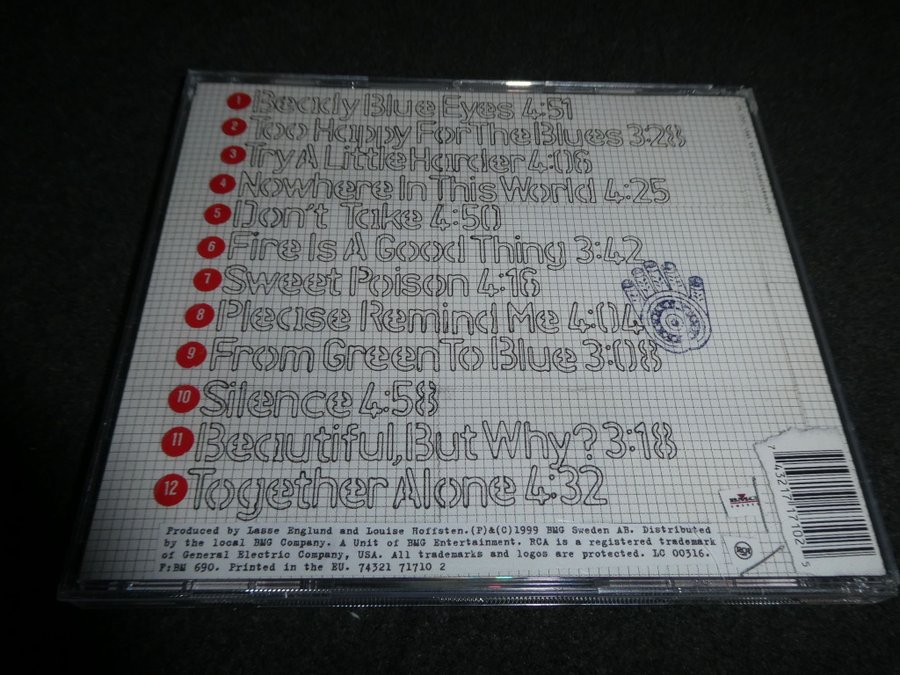 1 Beady Blue Eyes 4:51
2 Too Happy For The Blues 3:28
3 Try A Little Harder 4:06
4 Nowhere In This World 4:25
5 Don't Take 4:50
6 Fire Is A Good Thing 3:42
7 Sweet Poison 4:16
8 Please Remind Me 4:04
9 From Green To Blue 3:08
10 Silence 4:58
11 Beautiful, But Why? 3:18
12 Together Alone 4:32
Produced by Lasse Englund and Louise Hoffsten.(P)&(C)1999 BMG Sweden AB. Distributed
by the local BMG Company. A Unit of BMG Entertainment. RCA is a registered trademark
of General Electric Company, USA. All trademarks and logos are protected. LC 00316.
F:BM 690. Printed in the EU. 74321 71710 2
BMG
RCA
7 43217 17102 5